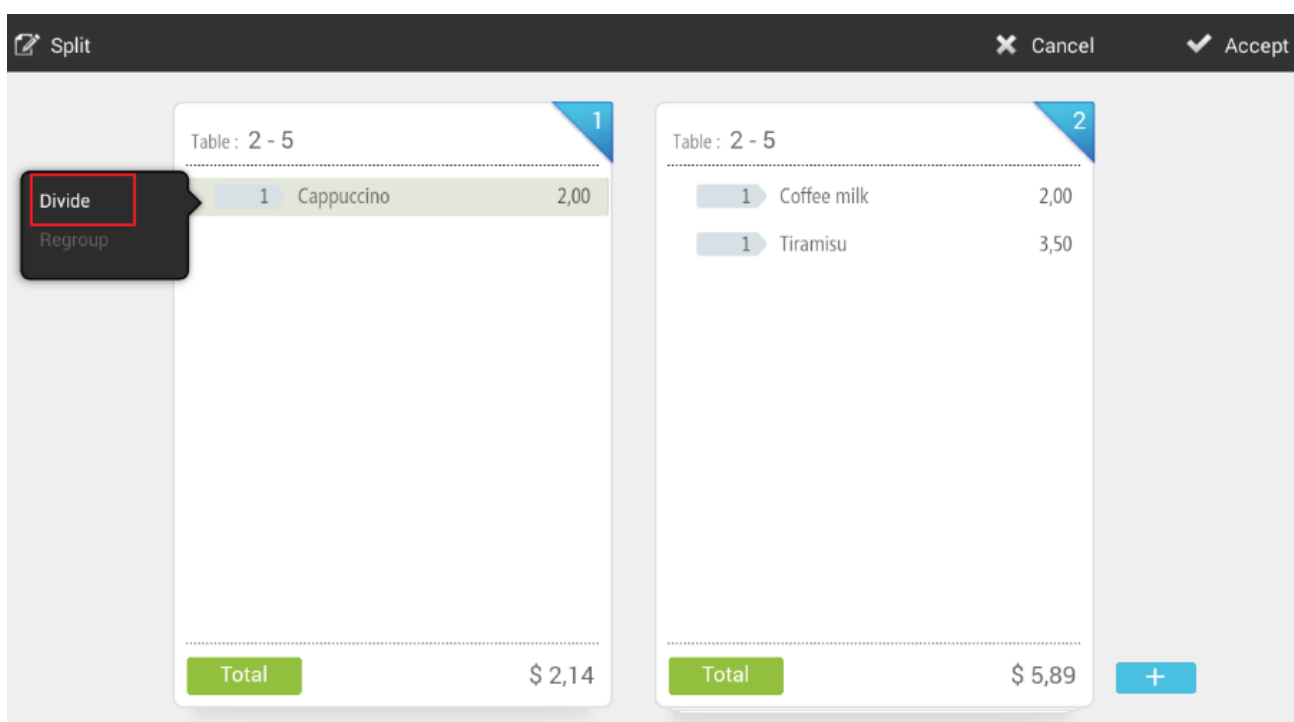 Split
Cancel
Accept
Divide
Regroup
Table : 2 - 5
1
1 Cappuccino 2,00
Total $ 2,14
Table : 2 - 5
2
1 Coffee milk 2,00
1 Tiramisu 3,50
Total $ 5,89
+